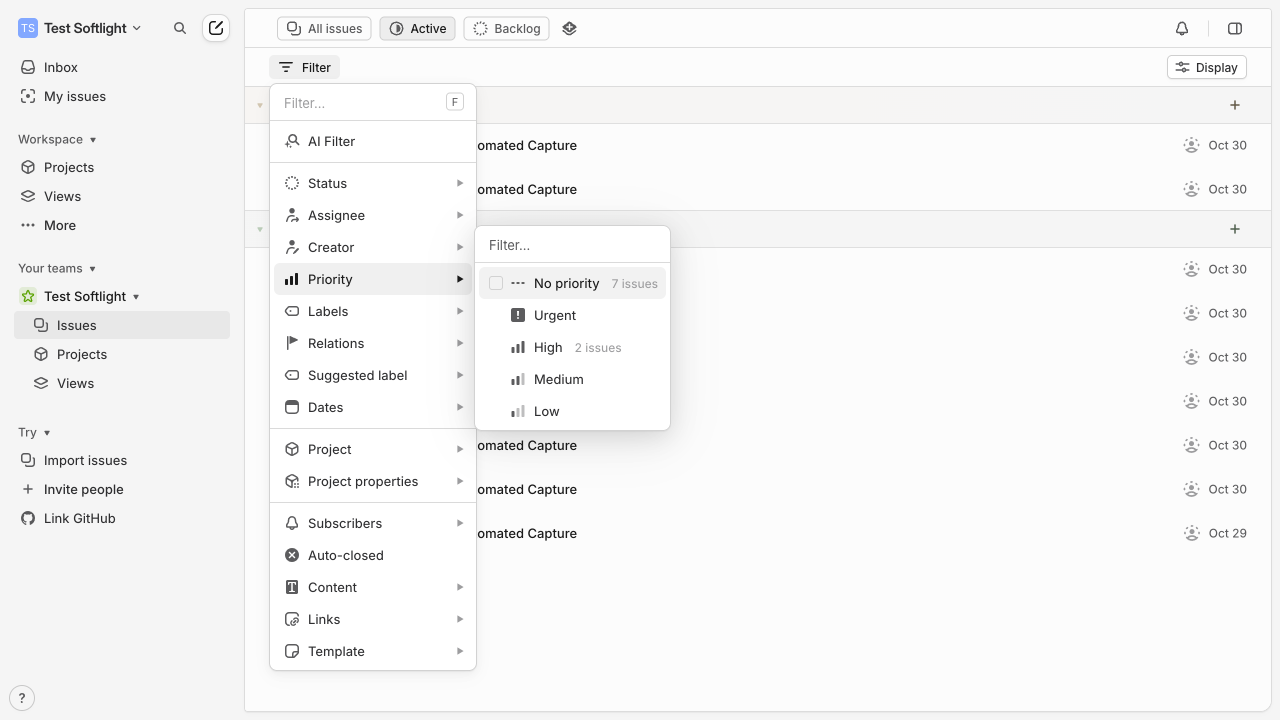 TS Test Softlight
Inbox
My issues
Workspace
Projects
Views
More
Your teams
Test Softlight
Issues
Projects
Views
Try
Import issues
Invite people
Link GitHub
?
All issues
Active
Backlog
Filter
Display
Filter...
F
AI Filter
Status
Assignee
Creator
Priority
Labels
Relations
Suggested label
Dates
Project
Project properties
Subscribers
Auto-closed
Content
Links
Template
Filter...
No priority 7 issues
Urgent
High 2 issues
Medium
Low
omated Capture Oct 30
omated Capture Oct 30
Oct 30
Oct 30
Oct 30
Oct 30
omated Capture Oct 30
omated Capture Oct 30
omated Capture Oct 29